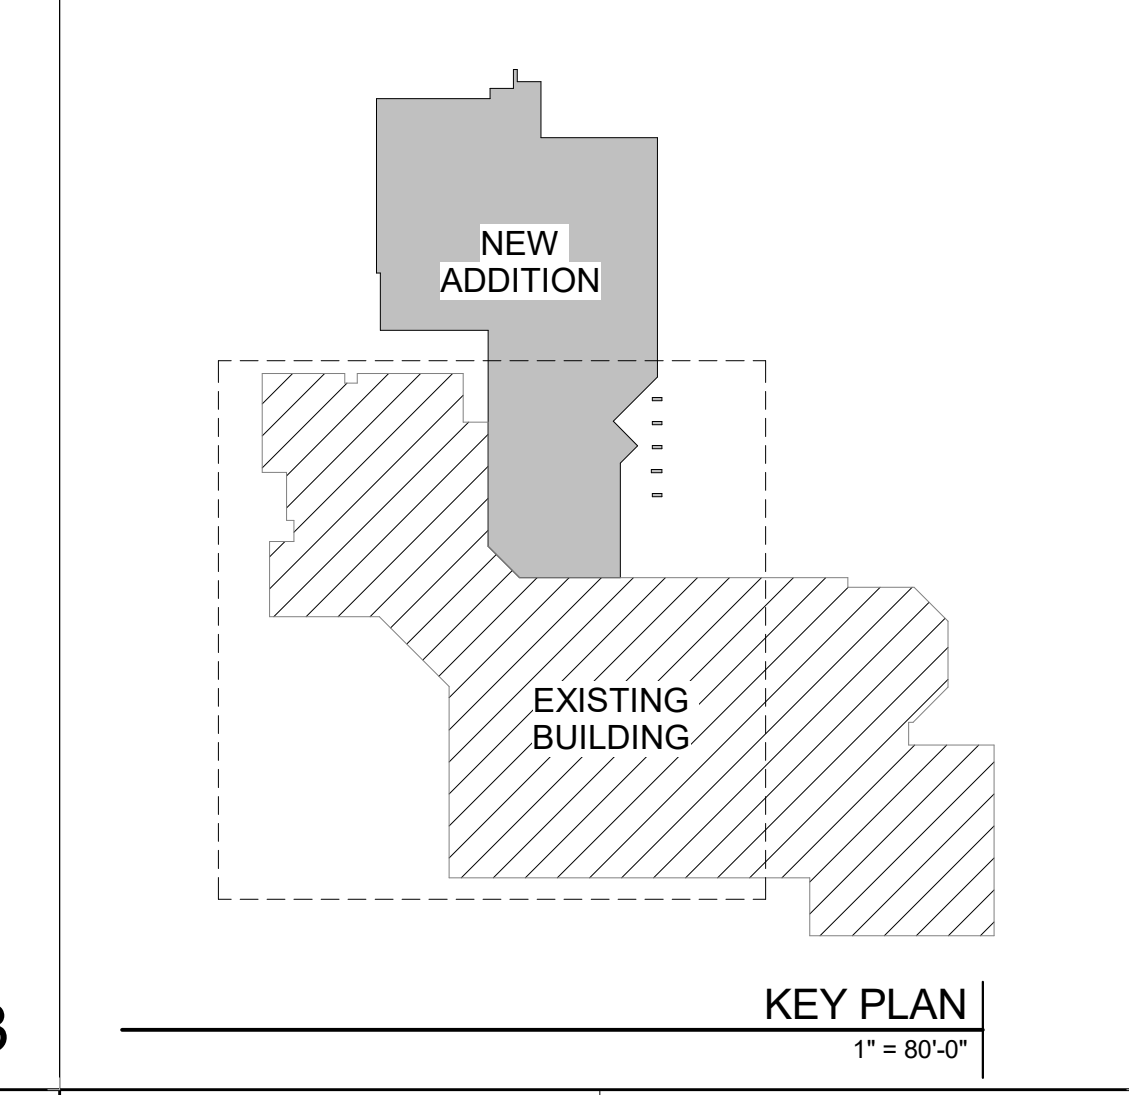 NEW
ADDITION
EXISTING
BUILDING
KEY PLAN
1" = 80'-0"